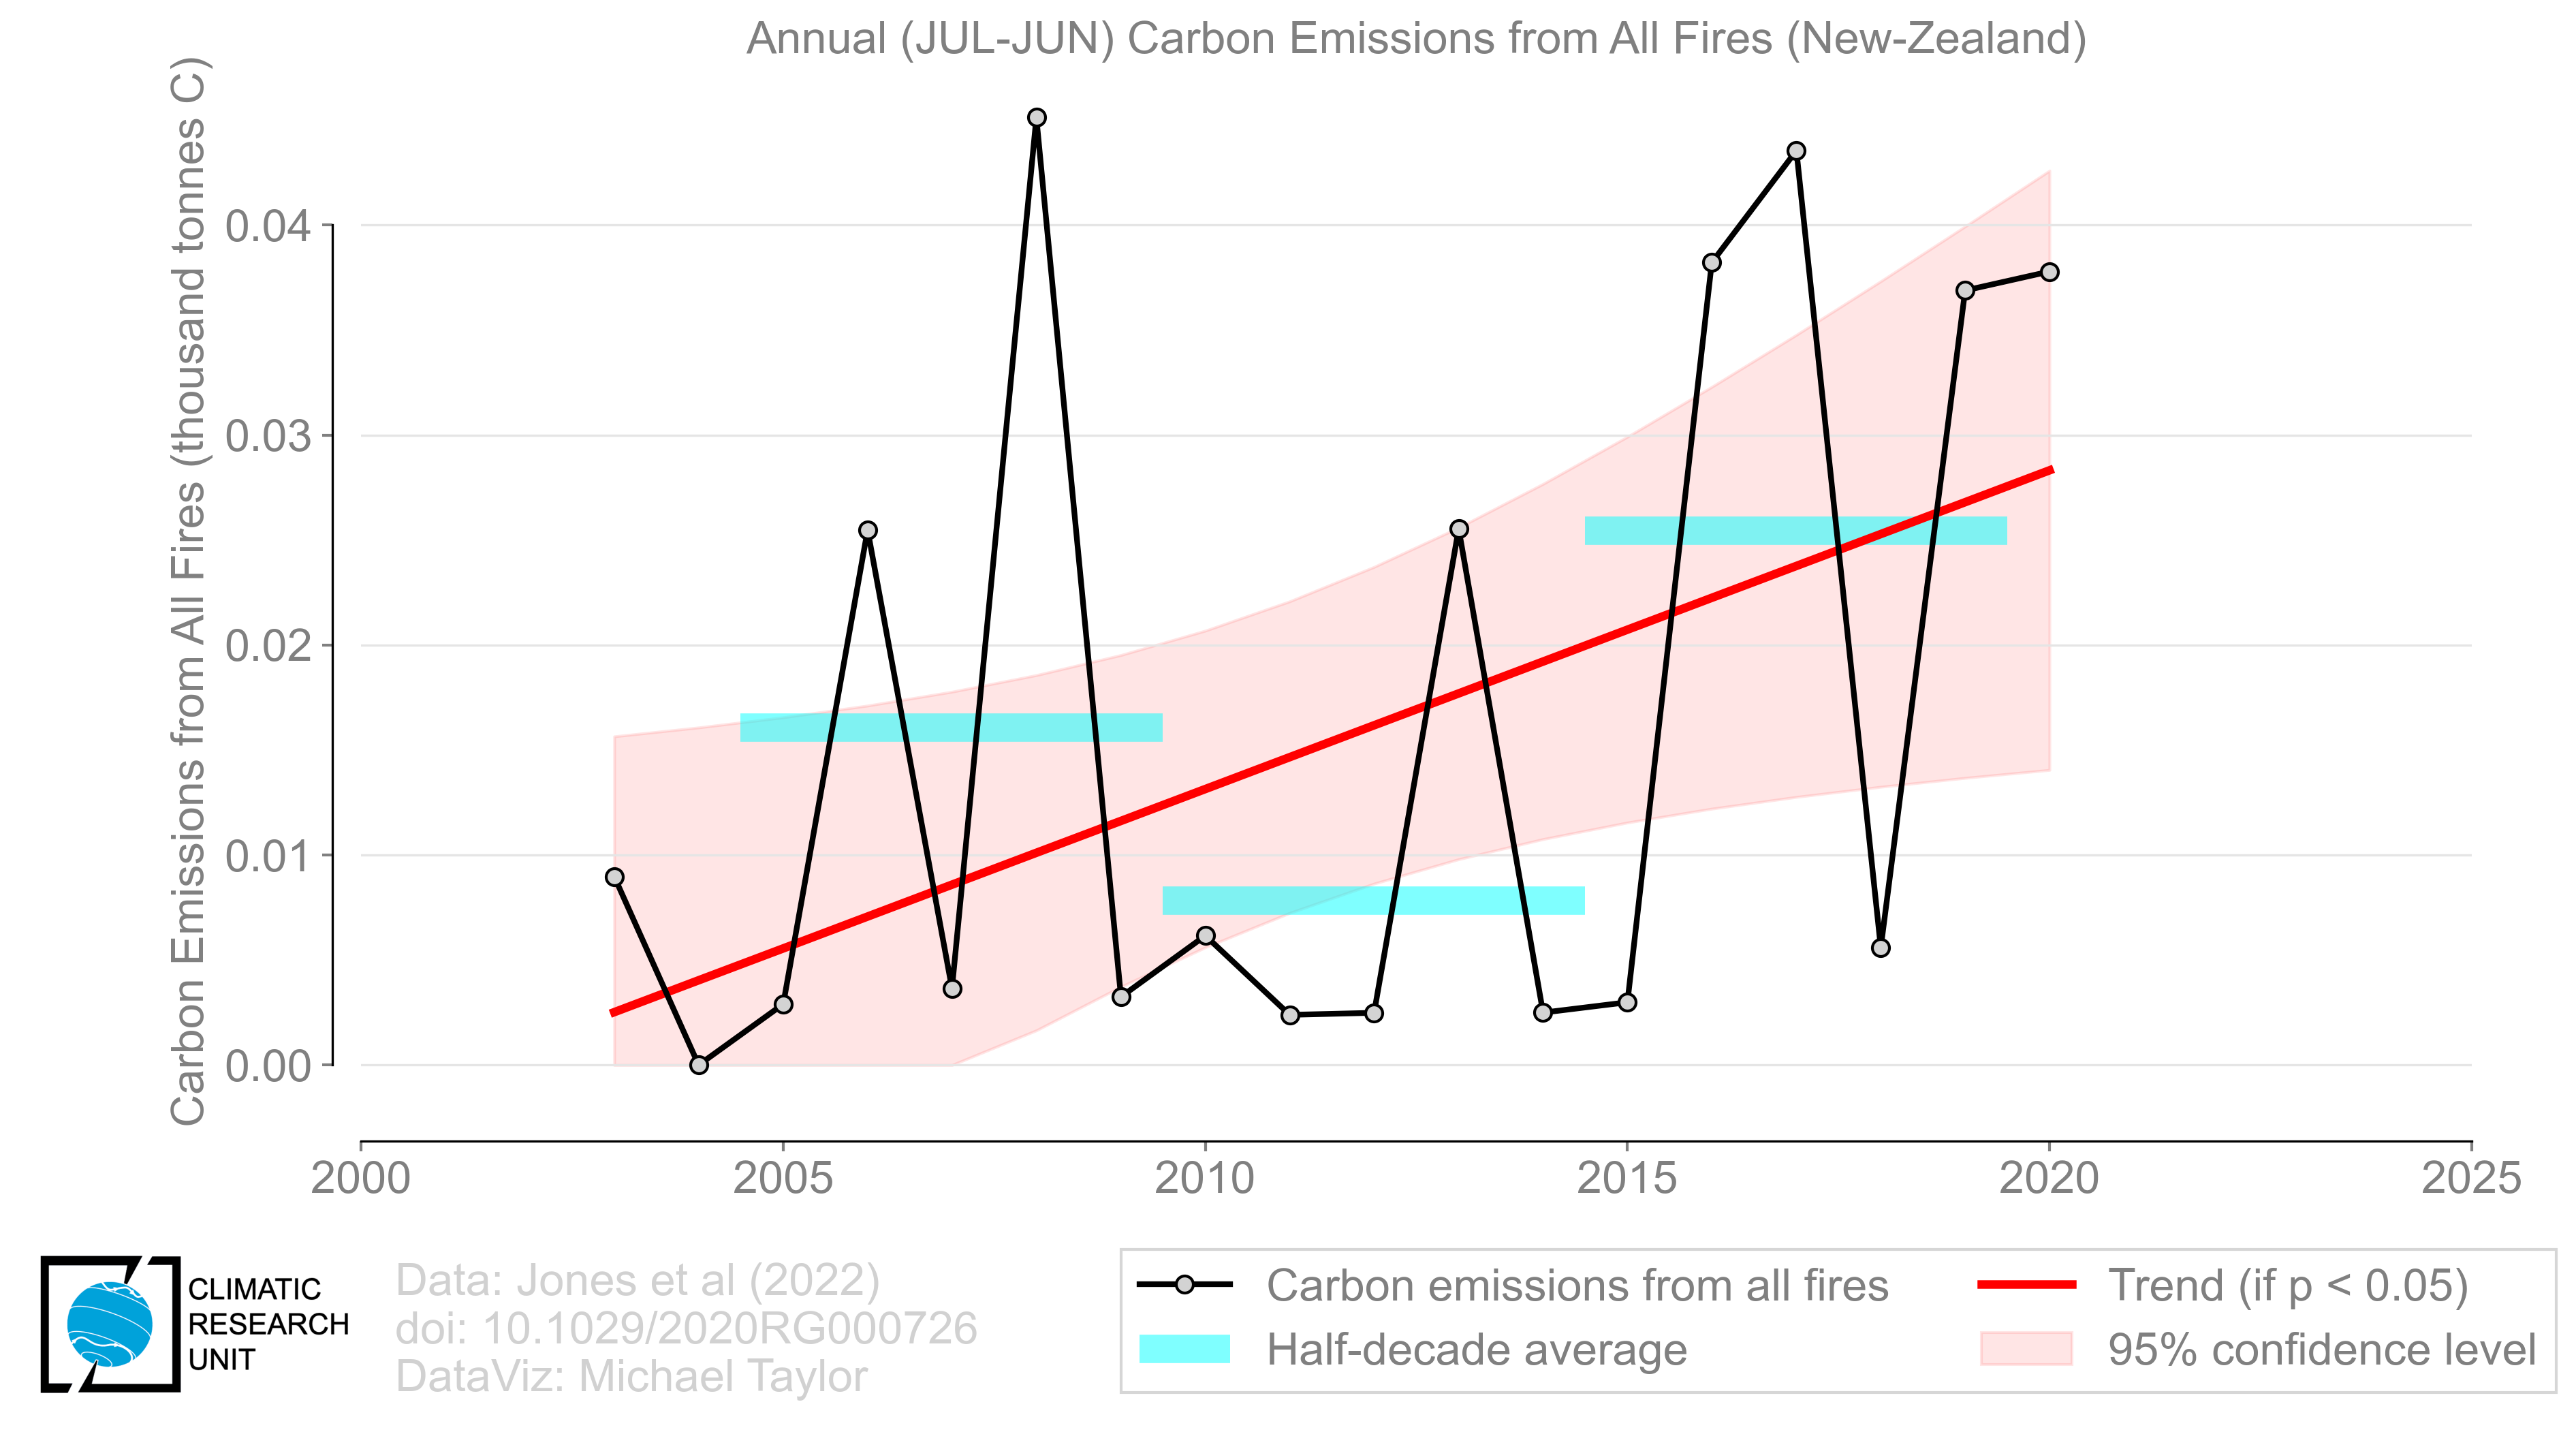 Annual (JUL-JUN) Carbon Emissions from All Fires (New-Zealand)
Carbon Emissions from All Fires (thousand tonnes C)
0.04
0.03
0.02
0.01
0.00
2000 2005 2010 2015 2020 2025
CLIMATIC
RESEARCH
UNIT
Data: Jones et al (2022)
doi: 10.1029/2020RG000726
DataViz: Michael Taylor
Carbon emissions from all fires
Half-decade average
Trend (if p < 0.05)
95% confidence level